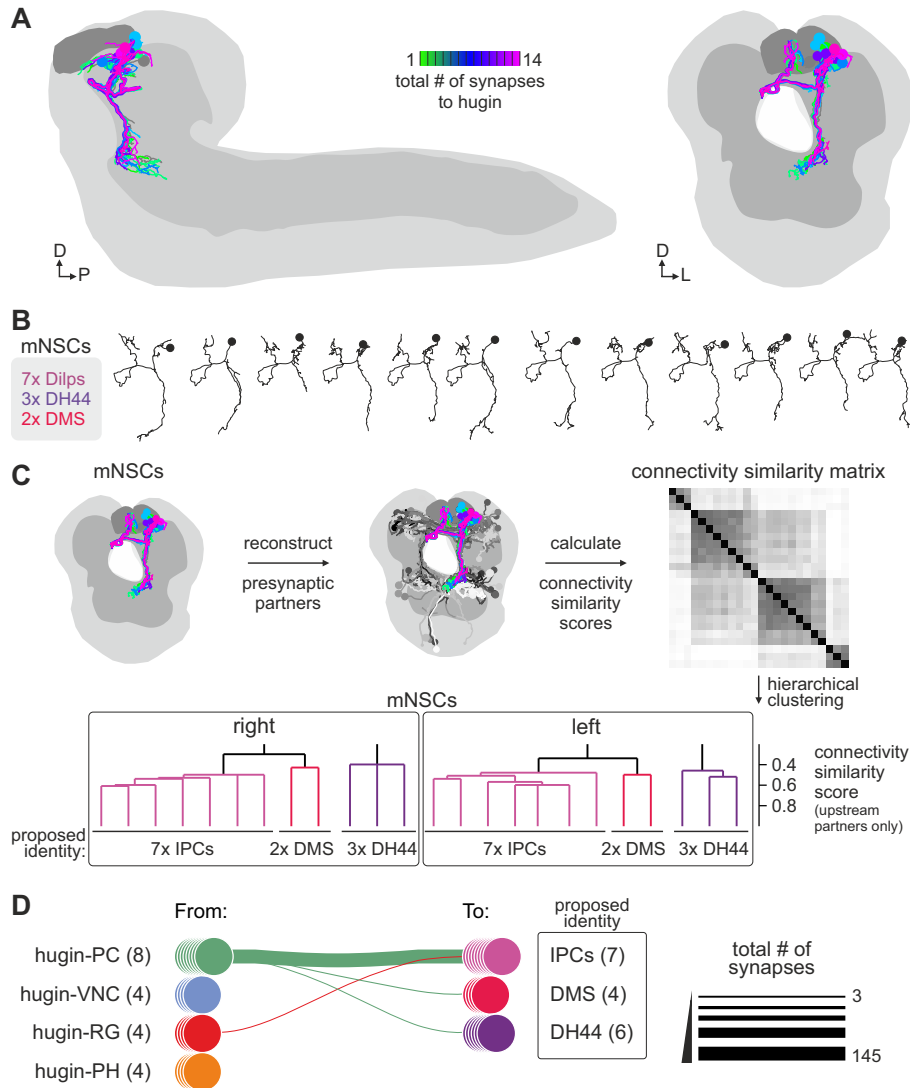 A
1
14
total # of synapses
to hugin
D
P
D
L
B
mNSCs
7x Dilps
3x DH44
2x DMS
C
mNSCs
connectivity similarity matrix
reconstruct
presynaptic
partners
calculate
connectivity
similarity
scores
hierarchical
clustering
mNSCs
right
left
0.4
0.6
0.8
connectivity
similarity
score
(upstream
partners only)
proposed
identity:
7x IPCs
2x DMS
3x DH44
7x IPCs
2x DMS
3x DH44
D
From:
To:
proposed
identity
hugin-PC (8)
hugin-VNC (4)
hugin-RG (4)
hugin-PH (4)
IPCs (7)
DMS (4)
DH44 (6)
total # of
synapses
3
145